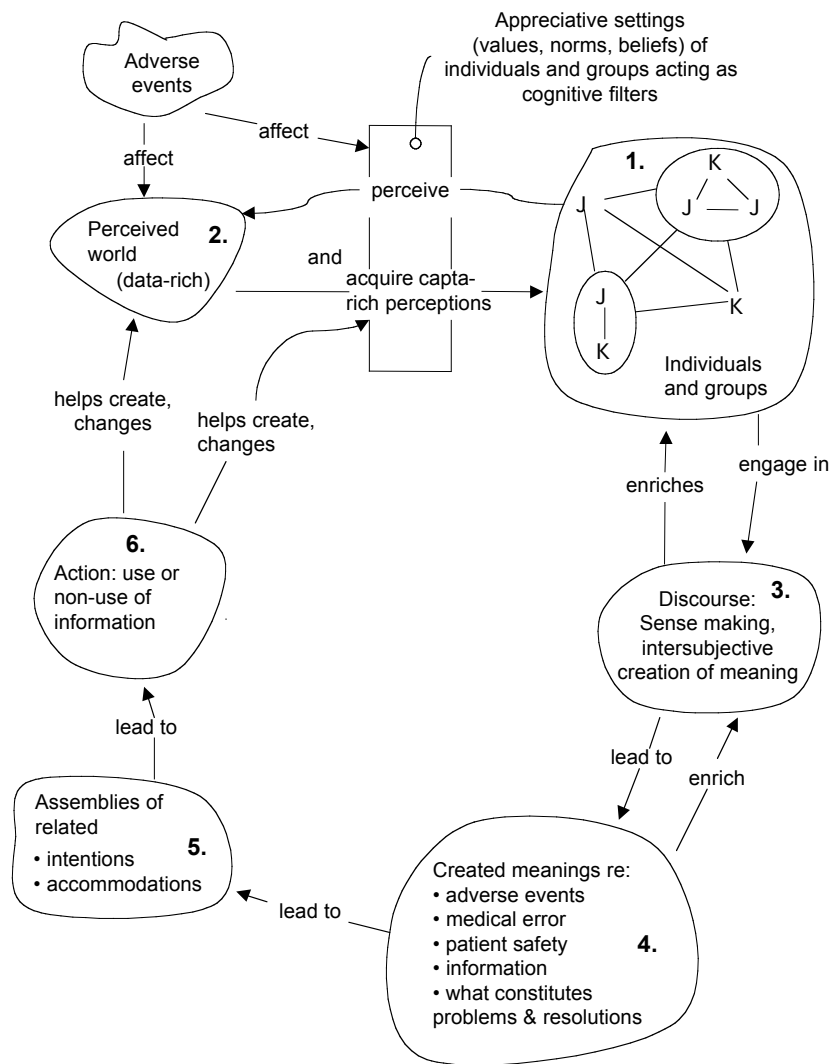 Appreciative settings
(values, norms, beliefs) of
individuals and groups acting as
cognitive filters
Adverse
events
affect
affect
1.
K
J
J
J
perceive
Perceived
world
(data-rich)
2.
and
acquire capta-
rich perceptions
J
K
K
Individuals
and groups
helps create,
changes
helps create,
changes
enriches
engage in
6.
Action: use or
non-use of
information
3.
Discourse:
Sense making,
intersubjective
creation of meaning
lead to
lead to
enrich
Assemblies of
related
• intentions
• accommodations
5.
lead to
Created meanings re:
• adverse events
• medical error
• patient safety
• information
• what constitutes
problems & resolutions
4.